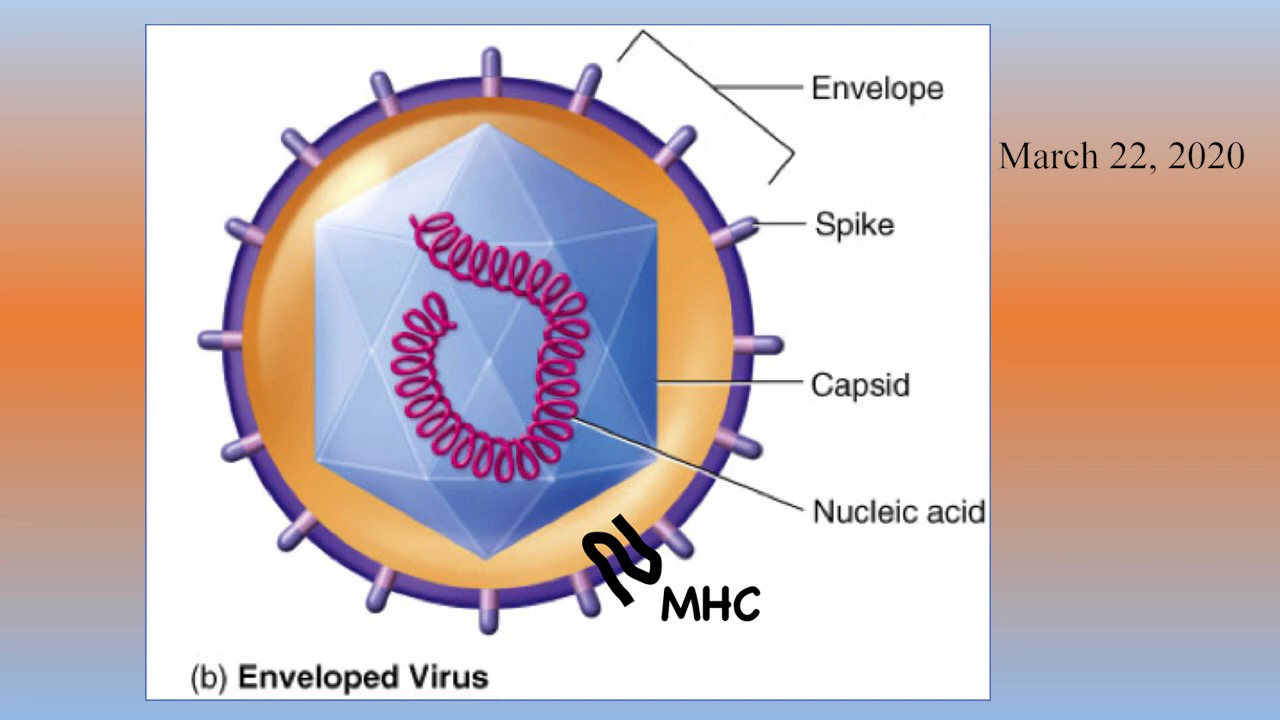 Envelope
March 22, 2020
Spike
Capsid
Nucleic acid
MHC
(b) Enveloped Virus